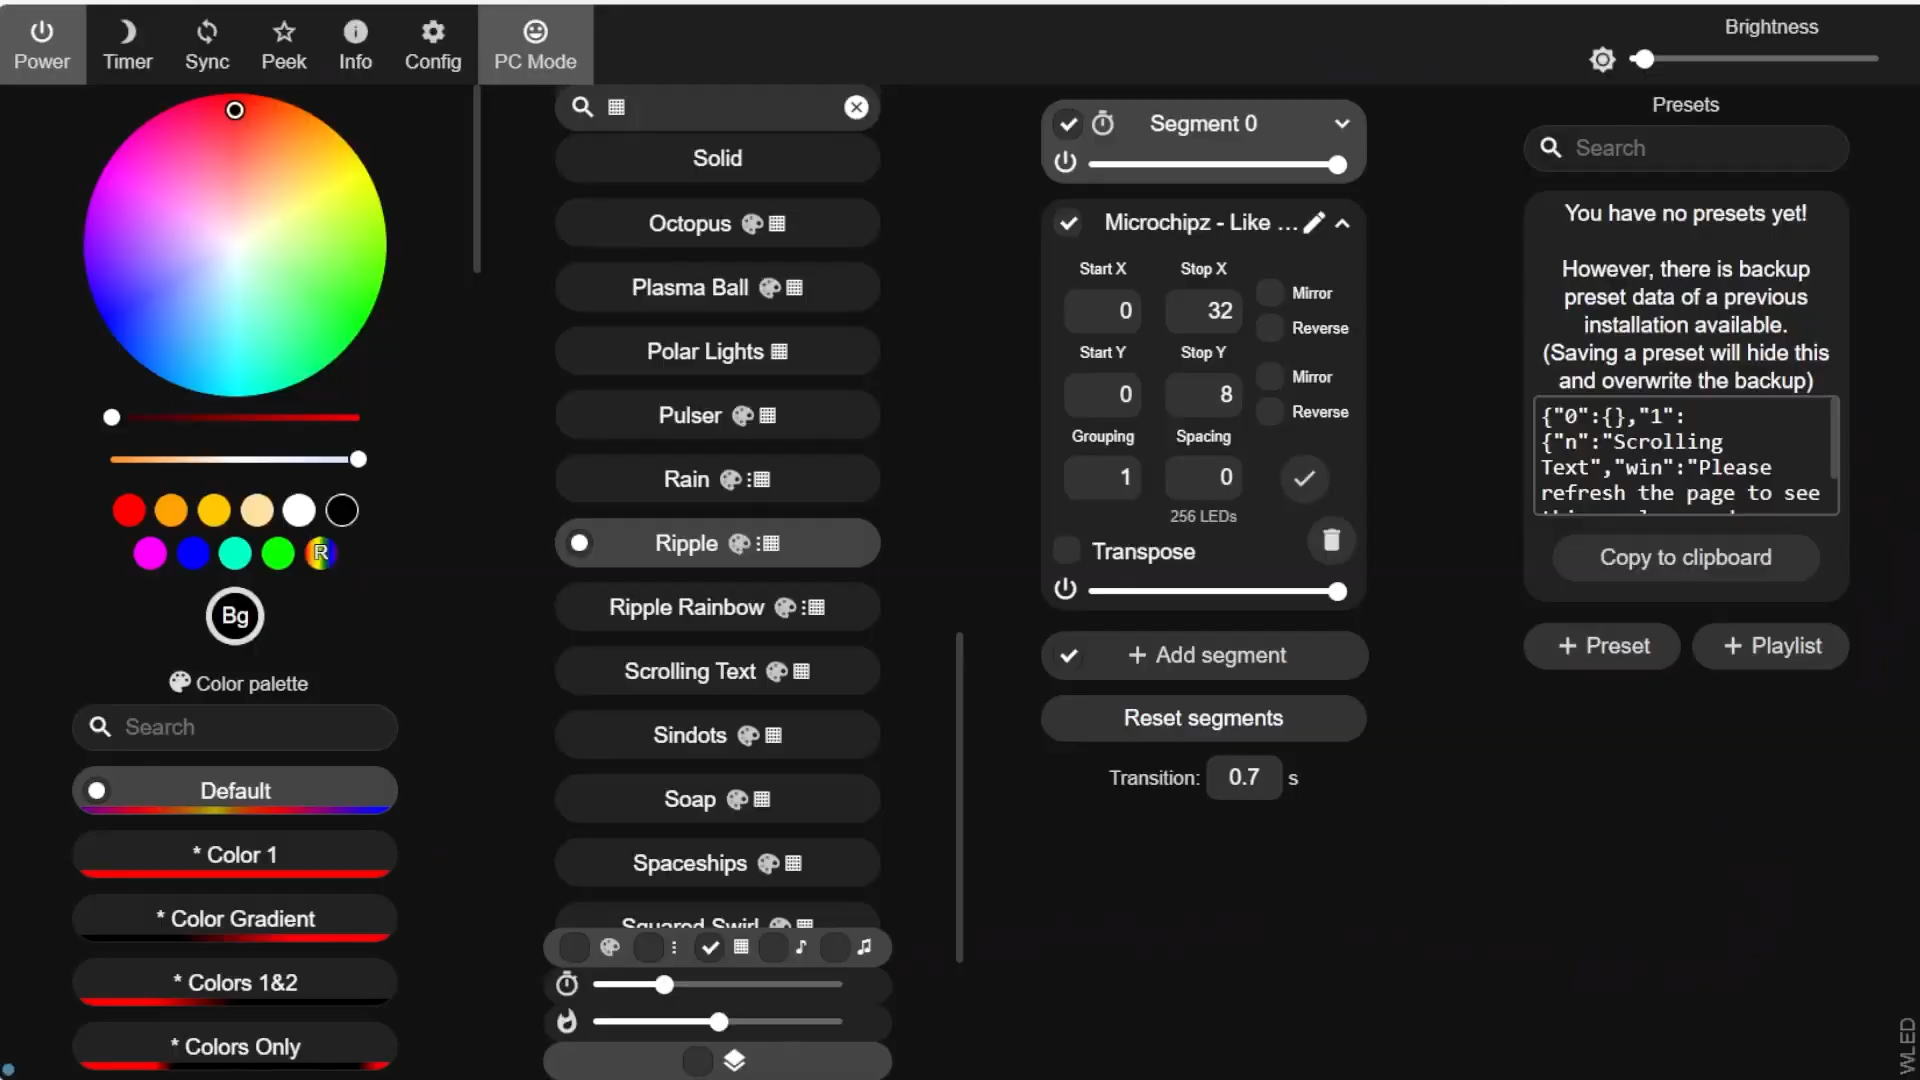 Power
Timer
Sync
Peek
Info
Config
PC Mode
Brightness
Bg
Color palette
Search
Default
* Color 1
* Color Gradient
* Colors 1&2
* Colors Only
R
Solid
Octopus
Plasma Ball
Polar Lights
Pulser
Rain
Ripple
Ripple Rainbow
Scrolling Text
Sindots
Soap
Spaceships
Squared Swirl
Segment 0
Microchipz - Like ...
Start X
Stop X
0
32
Mirror
Reverse
Start Y
Stop Y
0
8
Mirror
Reverse
Grouping
Spacing
1
0
256 LEDs
Transpose
+ Add segment
Reset segments
Transition: 0.7 s
Presets
Search
You have no presets yet!
However, there is backup
preset data of a previous
installation available.
(Saving a preset will hide this
and overwrite the backup)
{"0":{},"1":
{"n":"Scrolling
Text","win":"Please
refresh the page to see
Copy to clipboard
+ Preset
+ Playlist
WLED